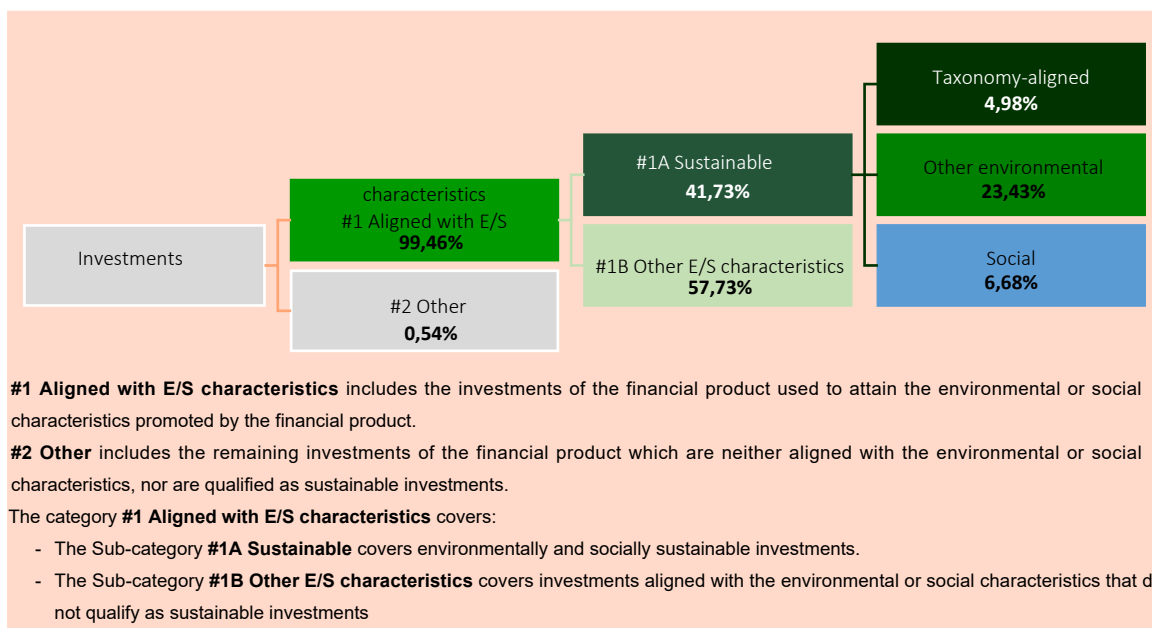 Investments
characteristics
#1 Aligned with E/S
99,46%
#2 Other
0,54%
#1A Sustainable
41,73%
#1B Other E/S characteristics
57,73%
Taxonomy-aligned
4,98%
Other environmental
23,43%
Social
6,68%
#1 Aligned with E/S characteristics includes the investments of the financial product used to attain the environmental or social
characteristics promoted by the financial product.
#2 Other includes the remaining investments of the financial product which are neither aligned with the environmental or social
characteristics, nor are qualified as sustainable investments.
The category #1 Aligned with E/S characteristics covers:
- The Sub-category #1A Sustainable covers environmentally and socially sustainable investments.
- The Sub-category #1B Other E/S characteristics covers investments aligned with the environmental or social characteristics that d
not qualify as sustainable investments